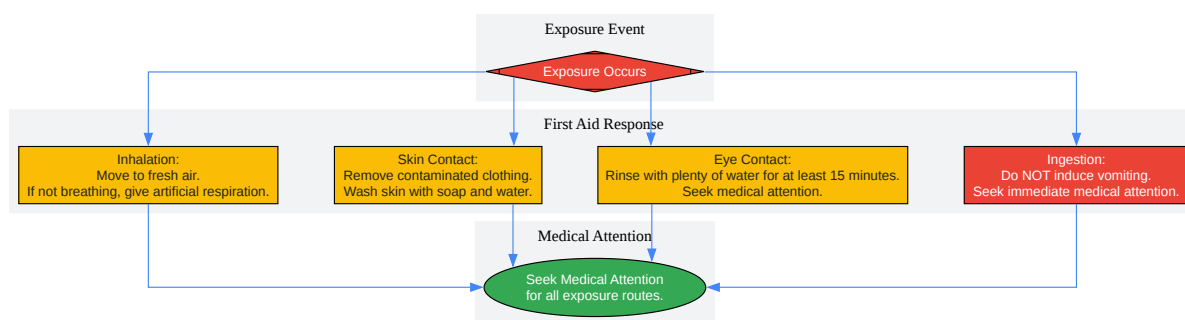 Exposure Event
Exposure Occurs
First Aid Response
Inhalation:
Move to fresh air.
If not breathing, give artificial respiration.
Skin Contact:
Remove contaminated clothing.
Wash skin with soap and water.
Eye Contact:
Rinse with plenty of water for at least 15 minutes.
Seek medical attention.
Ingestion:
Do NOT induce vomiting.
Seek immediate medical attention.
Medical Attention
Seek Medical Attention
for all exposure routes.